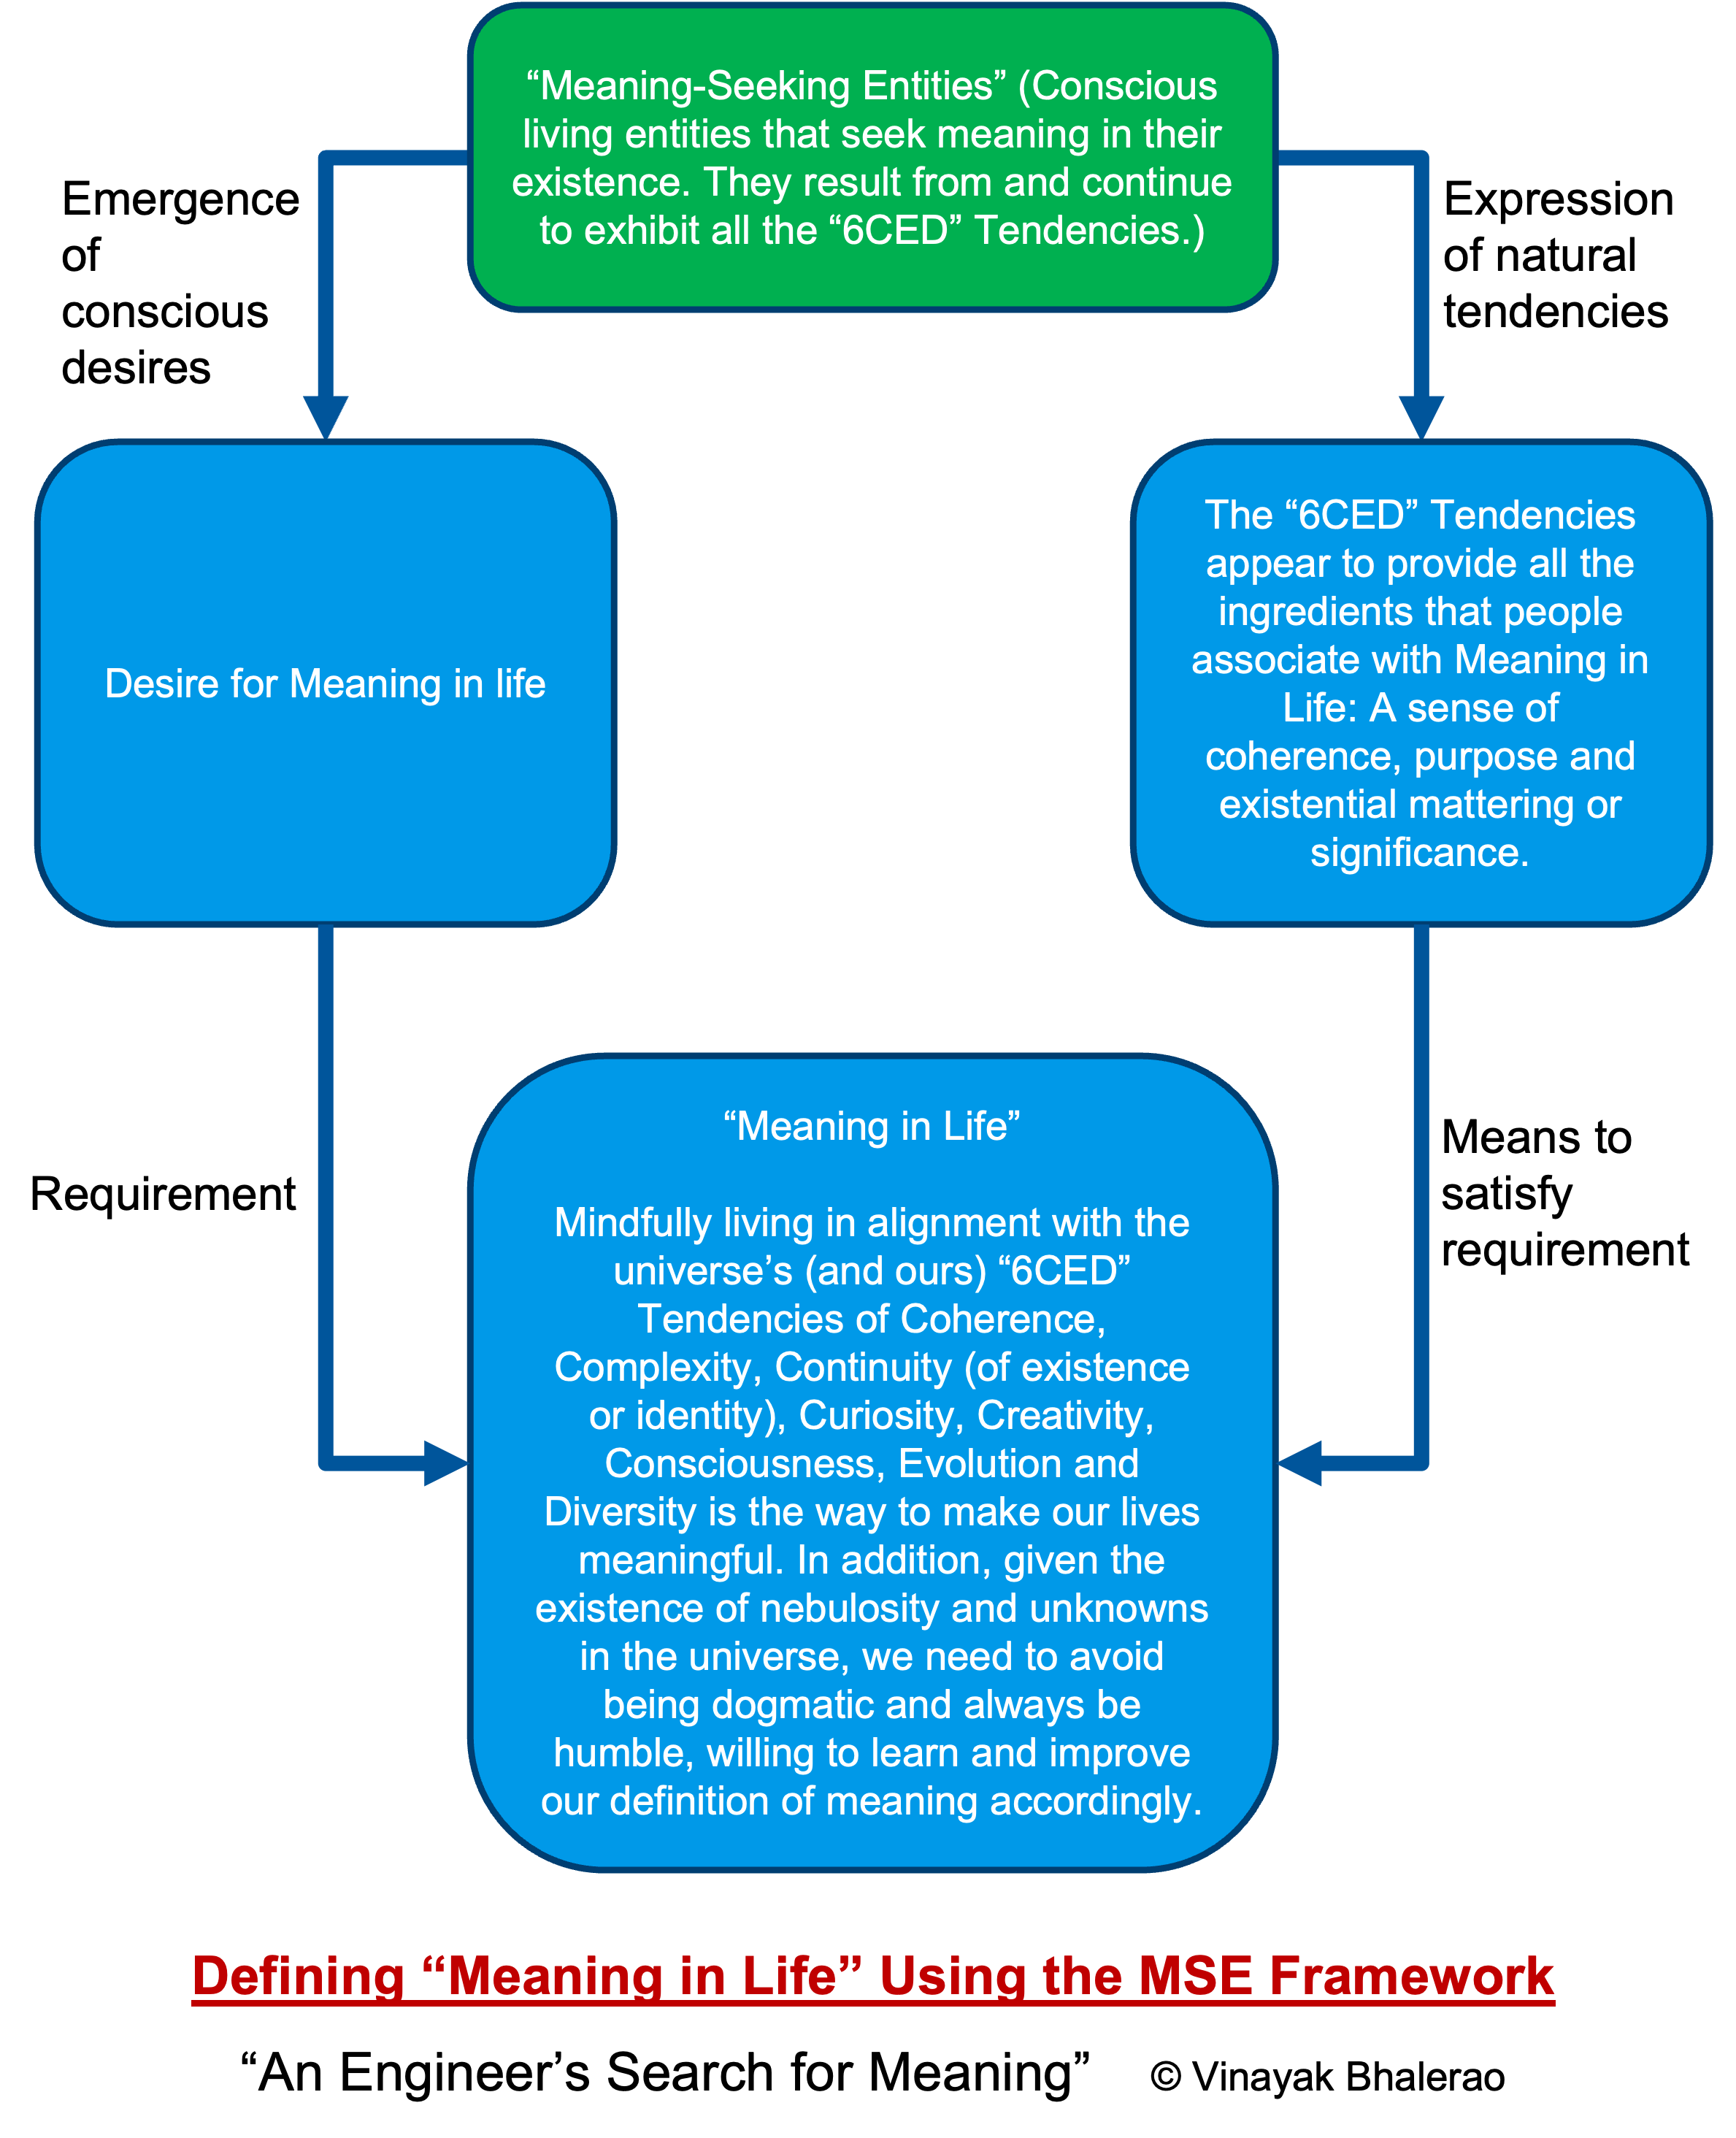 “Meaning-Seeking Entities” (Conscious
living entities that seek meaning in their
existence. They result from and continue
to exhibit all the “6CED” Tendencies.)
Emergence
of
conscious
desires
Expression
of natural
tendencies
Desire for Meaning in life
The “6CED” Tendencies
appear to provide all the
ingredients that people
associate with Meaning in
Life: A sense of
coherence, purpose and
existential mattering or
significance.
Requirement
Means to
satisfy
requirement
“Meaning in Life”
Mindfully living in alignment with the
universe’s (and ours) “6CED”
Tendencies of Coherence,
Complexity, Continuity (of existence
or identity), Curiosity, Creativity,
Consciousness, Evolution and
Diversity is the way to make our lives
meaningful. In addition, given the
existence of nebulosity and unknowns
in the universe, we need to avoid
being dogmatic and always be
humble, willing to learn and improve
our definition of meaning accordingly.
Defining “Meaning in Life” Using the MSE Framework
“An Engineer’s Search for Meaning” © Vinayak Bhalerao